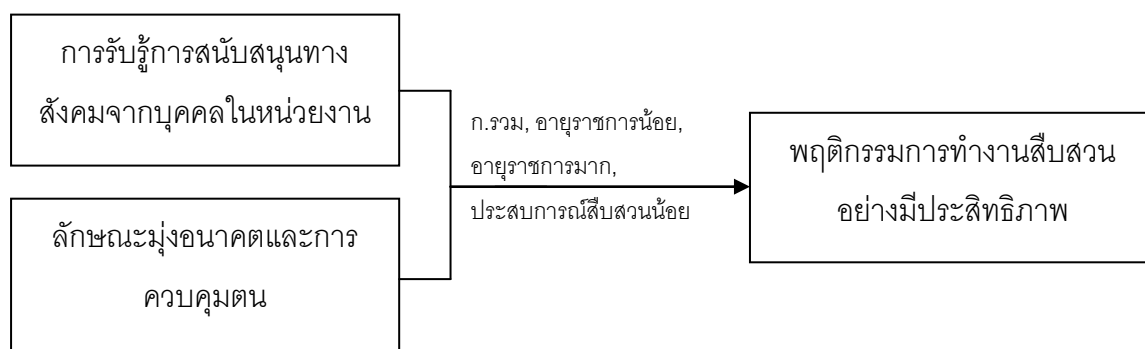 การรับรู้การสนับสนุนทาง
สังคมจากบุคคลในหน่วยงาน
ลักษณะมุ่งอนาคตและการ
ควบคุมตน
ก.รวม, อายุราชการน้อย,
อายุราชการมาก,
ประสบการณ์สืบสวนน้อย
พฤติกรรมการทำงานสืบสวน
อย่างมีประสิทธิภาพ